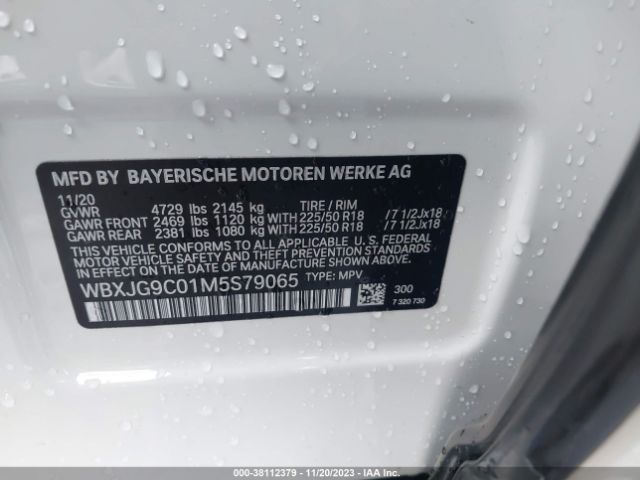 MFD BY BAYERISCHE MOTOREN WERKE AG
11/20
GVWR 4729 lbs 2145 kg TIRE / RIM
GAWR FRONT 2469 lbs 1120 kg WITH 225/50 R18 /7 1/2Jx18
GAWR REAR 2381 lbs 1080 kg WITH 225/50 R18 /7 1/2Jx18
THIS VEHICLE CONFORMS TO ALL APPLICABLE U. S. FEDERAL
MOTOR VEHICLE SAFETY AND THEFT PREVENTION STANDARDS
IN EFFECT ON THE DATE OF MANUFACTURE SHOWN ABOVE.
WBXJG9C01M5S79065 TYPE: MPV
300
7 320 730
000-38112379 - 11/20/2023 - IAA Inc.